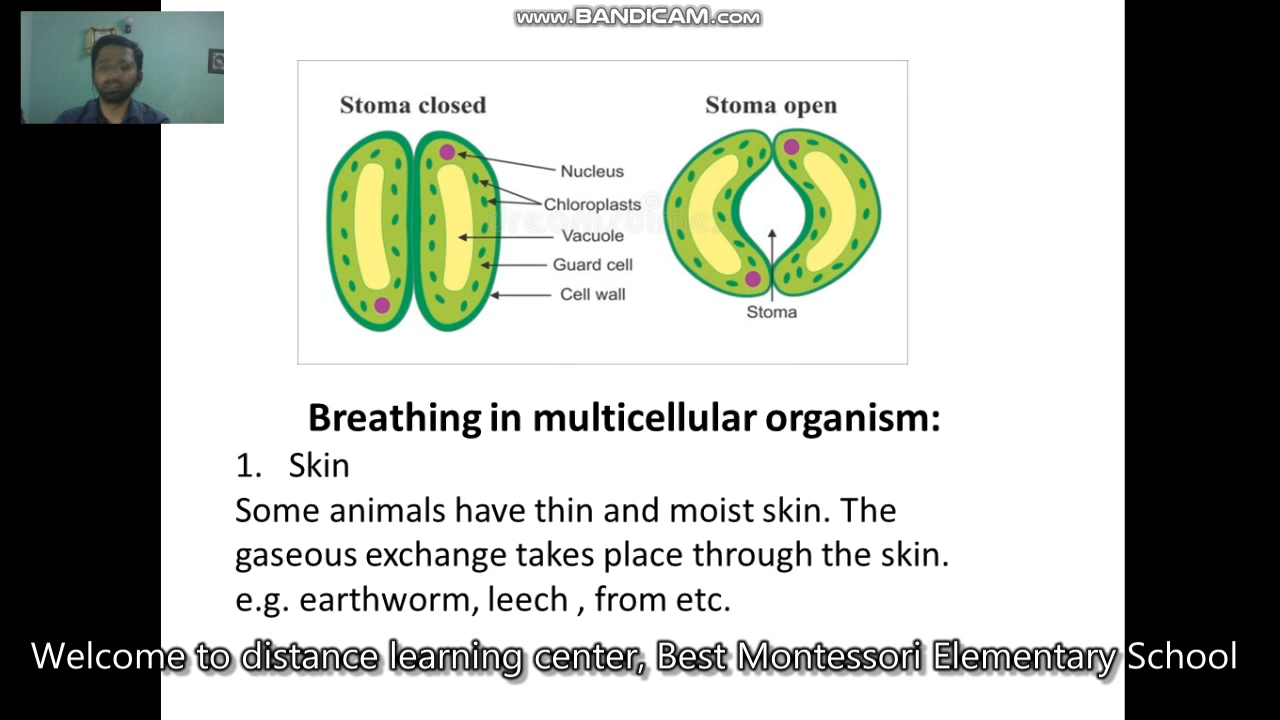 www.BANDICAM.com
Stoma closed
Stoma open
Nucleus
Chloroplasts
Vacuole
Guard cell
Cell wall
Stoma
dreamstime
Breathing in multicellular organism:
1. Skin
Some animals have thin and moist skin. The
gaseous exchange takes place through the skin.
e.g. earthworm, leech , from etc.
Welcome to distance learning center, Best Montessori Elementary School